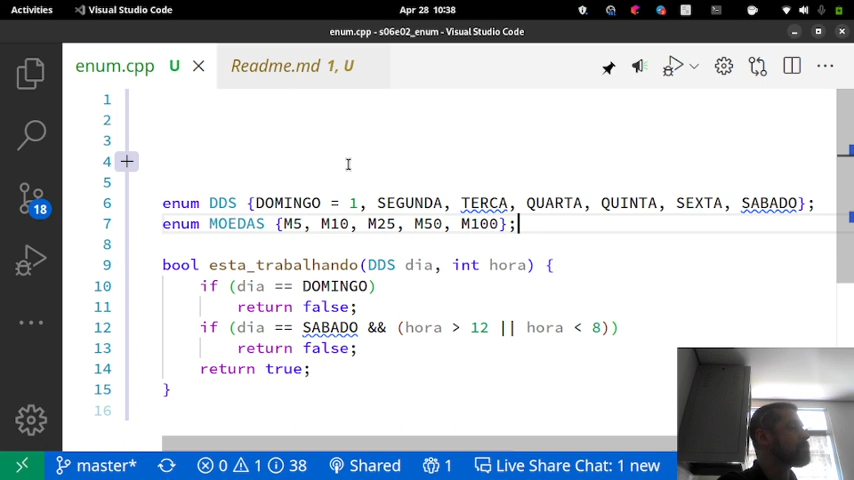 Activities Visual Studio Code Apr 28 10:38
enum.cpp - s06e02_enum - Visual Studio Code
enum.cpp U Readme.md 1, U
1
2
3
4
5
6 enum DDS {DOMINGO = 1, SEGUNDA, TERCA, QUARTA, QUINTA, SEXTA, SABADO};
7 enum MOEDAS {M5, M10, M25, M50, M100};
8
9 bool esta_trabalhando(DDS dia, int hora) {
10 if (dia == DOMINGO)
11 return false;
12 if (dia == SABADO && (hora > 12 || hora < 8))
13 return false;
14 return true;
15 }
16
18
master* 0 1 38 Shared 1 Live Share Chat: 1 new